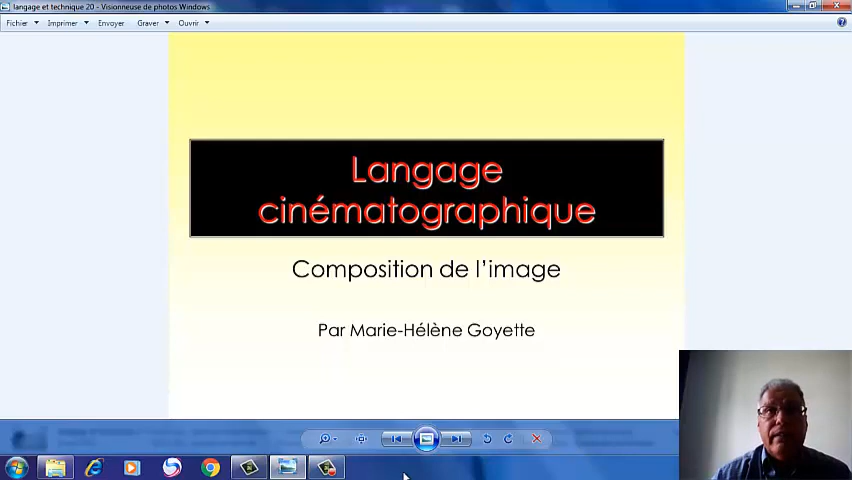 langage et technique 20 - Visionneuse de photos Windows
Fichier Imprimer Envoyer Graver Ouvrir
Langage
cinématographique
Composition de l'image
Par Marie-Hélène Goyette